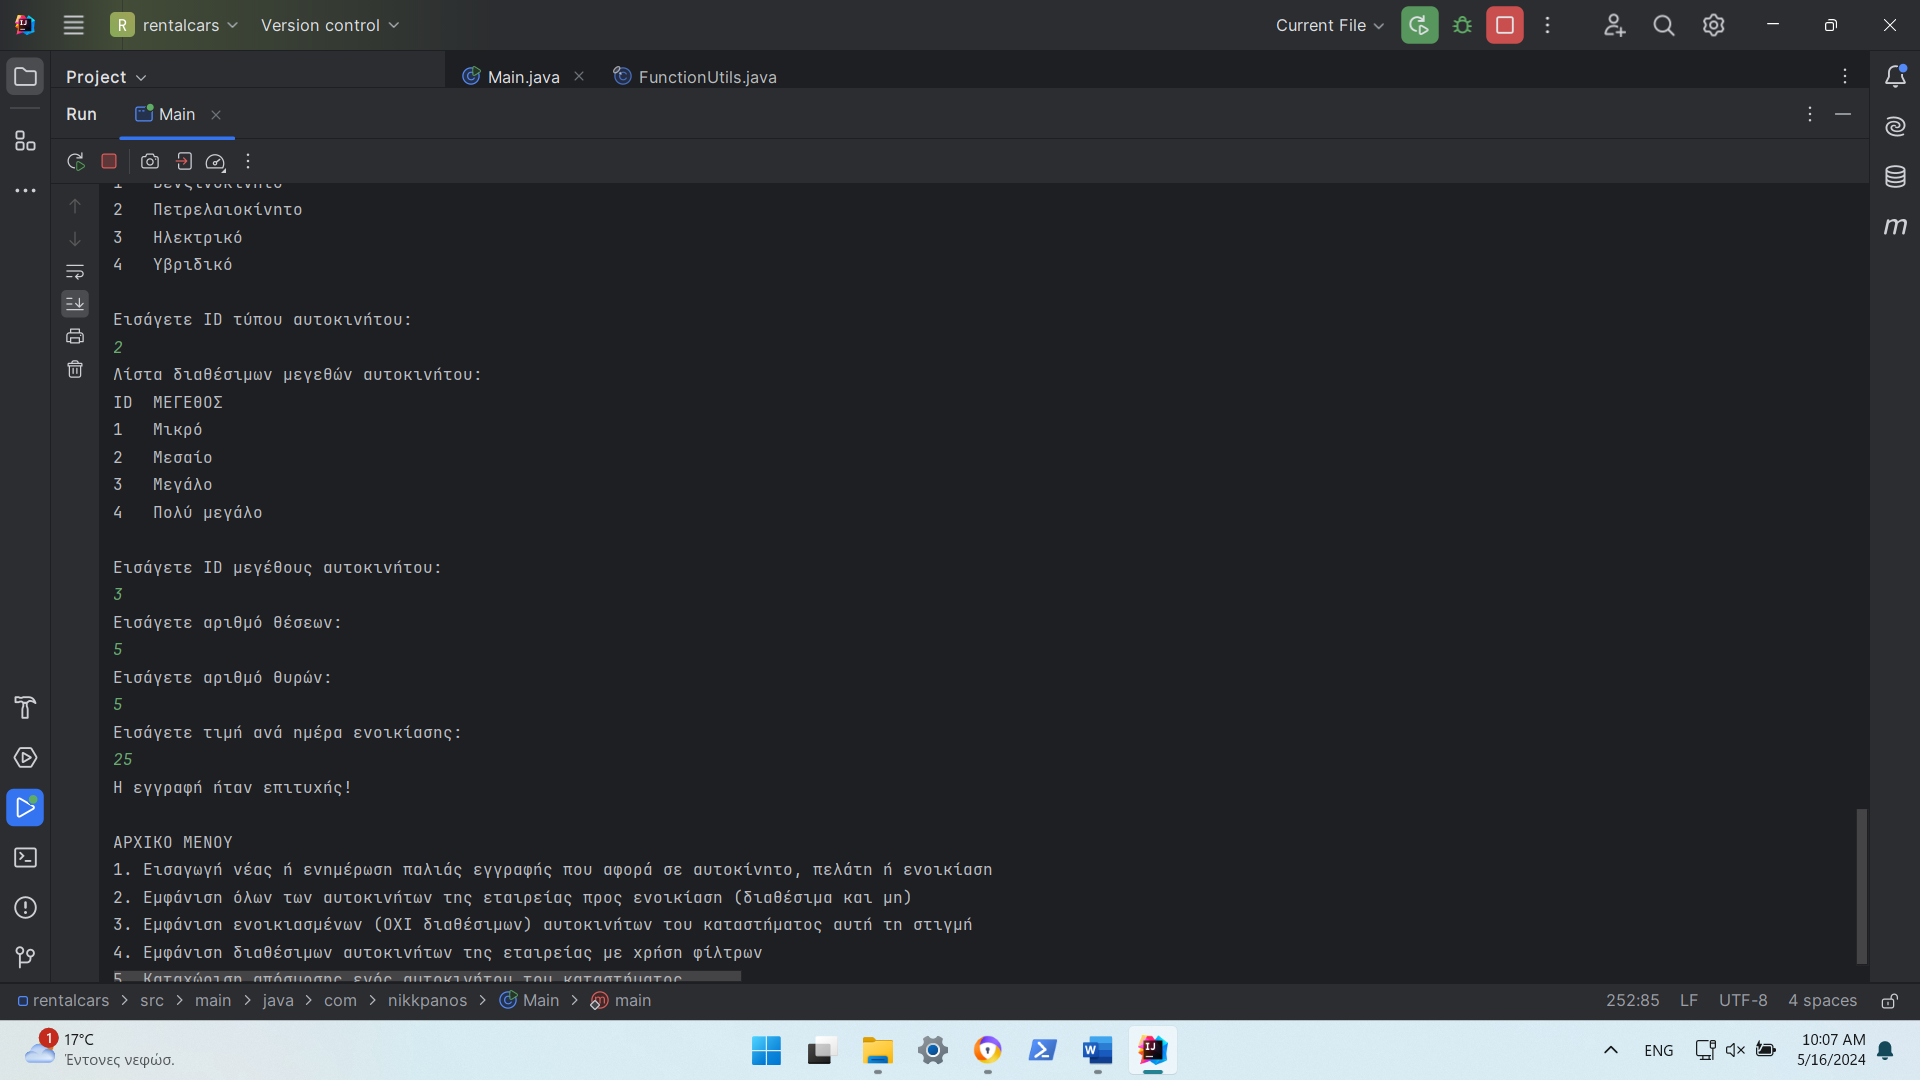 R rentalcars Version control Current File
Project Main.java FunctionUtils.java
Run Main
1 Βενζινοκίνητο
2 Πετρελαιοκίνητο
3 Ηλεκτρικό
4 Υβριδικό
Εισάγετε ID τύπου αυτοκινήτου:
2
Λίστα διαθέσιμων μεγεθών αυτοκινήτου:
ID ΜΕΓΕΘΟΣ
1 Μικρό
2 Μεσαίο
3 Μεγάλο
4 Πολύ μεγάλο
Εισάγετε ID μεγέθους αυτοκινήτου:
3
Εισάγετε αριθμό θέσεων:
5
Εισάγετε αριθμό θυρών:
5
Εισάγετε τιμή ανά ημέρα ενοικίασης:
25
Η εγγραφή ήταν επιτυχής!
ΑΡΧΙΚΟ ΜΕΝΟΥ
1. Εισαγωγή νέας ή ενημέρωση παλιάς εγγραφής που αφορά σε αυτοκίνητο, πελάτη ή ενοικίαση
2. Εμφάνιση όλων των αυτοκινήτων της εταιρείας προς ενοικίαση (διαθέσιμα και μη)
3. Εμφάνιση ενοικιασμένων (ΟΧΙ διαθέσιμων) αυτοκινήτων του καταστήματος αυτή τη στιγμή
4. Εμφάνιση διαθέσιμων αυτοκινήτων της εταιρείας με χρήση φίλτρων
5. Καταχώριση απόσυρσης ενός αυτοκινήτου του καταστήματος
rentalcars src main java com nikkpanos Main main 252:85 LF UTF-8 4 spaces
1 17°C
Έντονες νεφώσ.
ENG
10:07 AM
5/16/2024